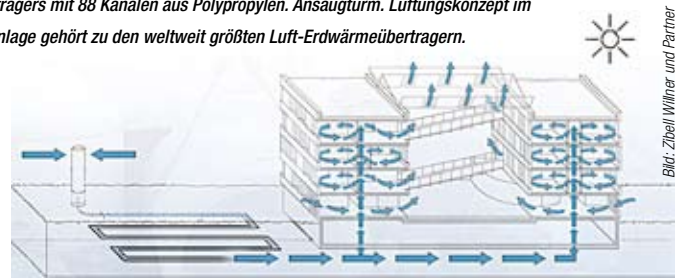 trägers mit 88 Kanälen aus Polypropylen. Ansaugturm. Lüftungskonzept im
nlage gehört zu den weltweit größten Luft-Erdwärmeübertragern.
Bild: Zibell Willner und Partner